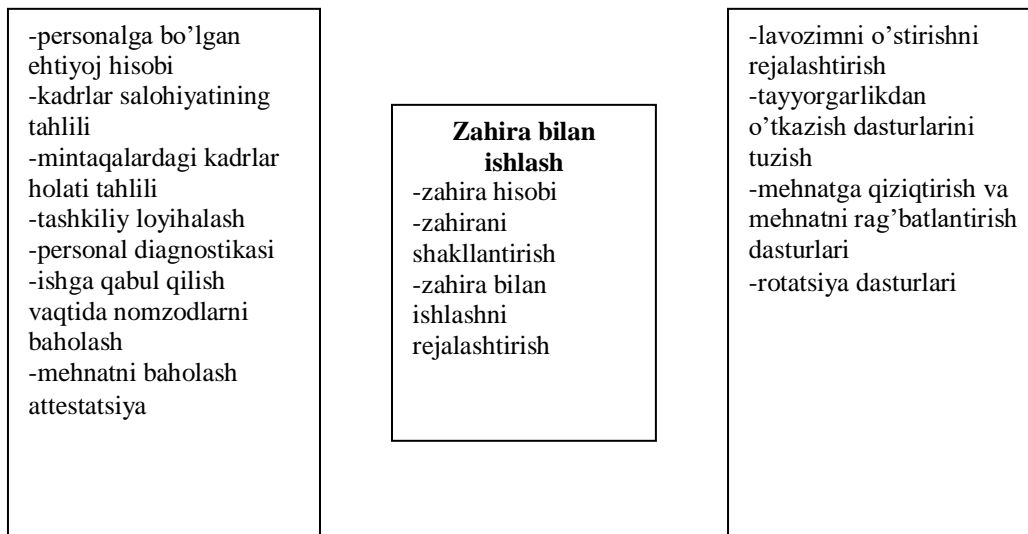 -personalga bo’lgan
ehtiyoj hisobi
-kadrlar salohiyatining
tahlili
-mintaqalardagi kadrlar
holati tahlili
-tashkiliy loyihalash
-personal diagnostikasi
-ishga qabul qilish
vaqtida nomzodlarni
baholash
-mehnatni baholash
attestatsiya
Zahira bilan
ishlash
-zahira hisobi
-zahirani
shakllantirish
-zahira bilan
ishlashni
rejalashtirish
-lavozimni o’stirishni
rejalashtirish
-tayyorgarlikdan
o’tkazish dasturlarini
tuzish
-mehnatga qiziqtirish va
mehnatni rag’batlantirish
dasturlari
-rotatsiya dasturlari